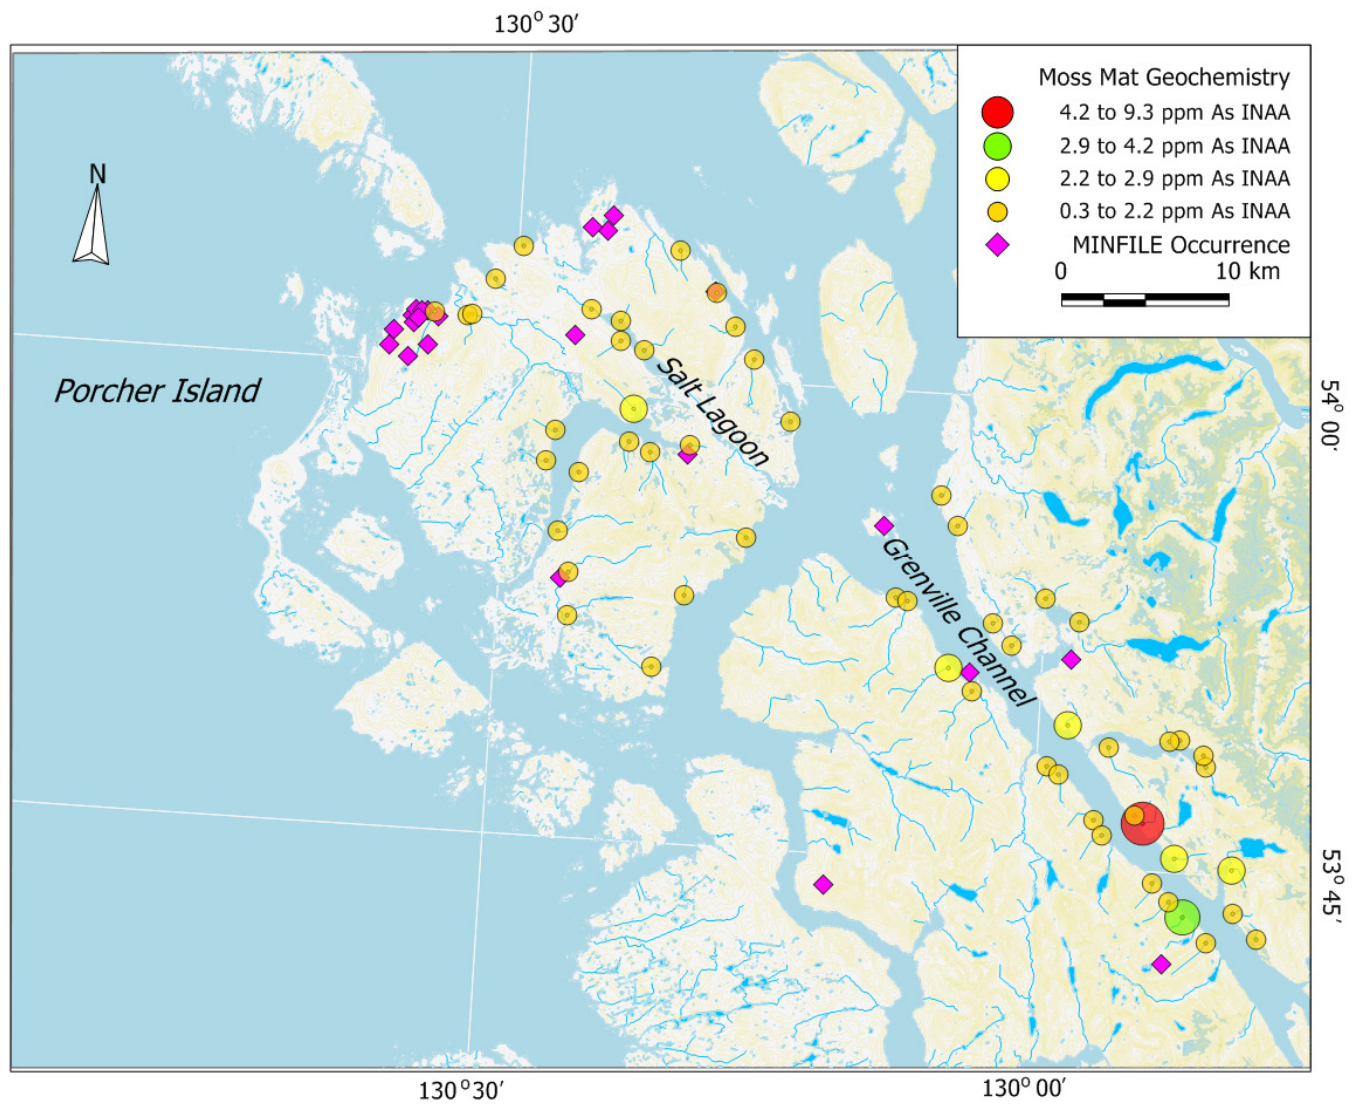 130° 30′
Moss Mat Geochemistry
4.2 to 9.3 ppm As INAA
2.9 to 4.2 ppm As INAA
2.2 to 2.9 ppm As INAA
0.3 to 2.2 ppm As INAA
MINFILE Occurrence
0 10 km
N
Porcher Island
Salt Lagoon
54° 00′
Grenville Channel
53° 45′
130° 30′
130° 00′